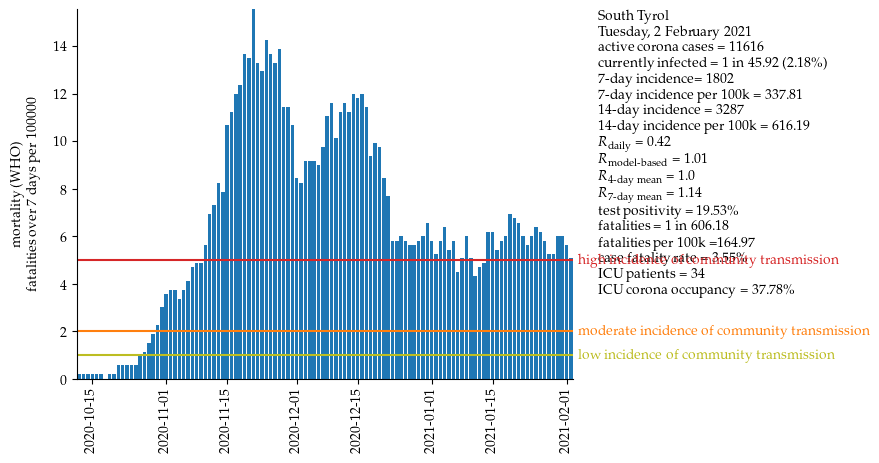 South Tyrol
Tuesday, 2 February 2021
active corona cases = 11616
currently infected = 1 in 45.92 (2.18%)
7-day incidence= 1802
7-day incidence per 100k = 337.81
14-day incidence = 3287
14-day incidence per 100k = 616.19
R daily = 0.42
R model-based = 1.01
R 4-day mean = 1.0
R 7-day mean = 1.14
test positivity = 19.53%
fatalities = 1 in 606.18
fatalities per 100k =164.97
case fatality rate = 3.55%
high incidence of community transmission
ICU patients = 34
ICU corona occupancy = 37.78%
moderate incidence of community transmission
low incidence of community transmission
mortality (WHO)
fatalities over 7 days per 100000
14
12
10
8
6
4
2
0
2020-10-15
2020-11-01
2020-11-15
2020-12-01
2020-12-15
2021-01-01
2021-01-15
2021-02-01